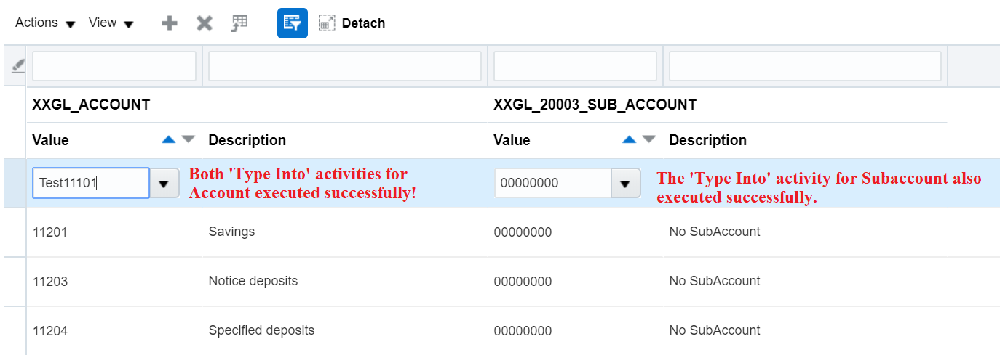 Actions View Detach
XXGL_ACCOUNT XXGL_20003_SUB_ACCOUNT
Value Description Value Description
Test11101 Both 'Type Into' activities for
Account executed successfully!
00000000 The 'Type Into' activity for Subaccount also
executed successfully.
11201 Savings 00000000 No SubAccount
11203 Notice deposits 00000000 No SubAccount
11204 Specified deposits 00000000 No SubAccount